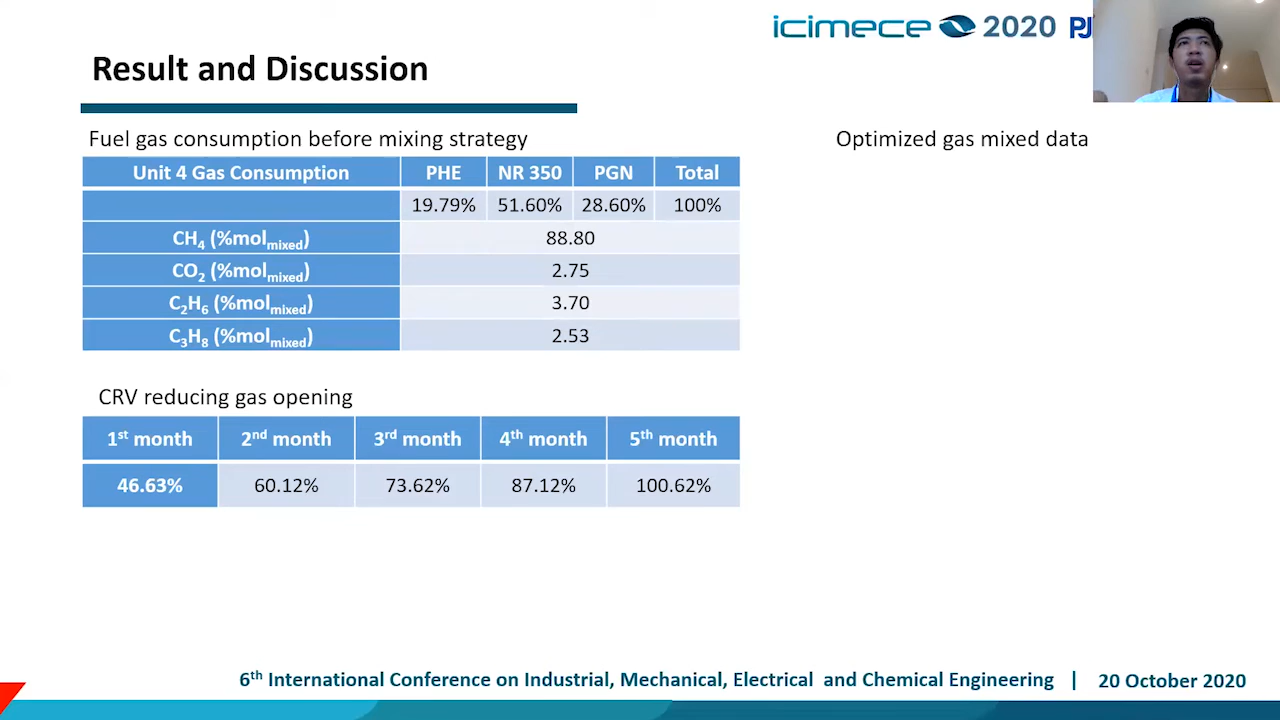 icimece 2020 PJ
Result and Discussion
Fuel gas consumption before mixing strategy
Unit 4 Gas Consumption PHE NR 350 PGN Total
19.79% 51.60% 28.60% 100%
CH4 (%molmixed) 88.80
CO2 (%molmixed) 2.75
C2H6 (%molmixed) 3.70
C3H8 (%molmixed) 2.53
CRV reducing gas opening
1st month 2nd month 3rd month 4th month 5th month
46.63% 60.12% 73.62% 87.12% 100.62%
Optimized gas mixed data
6th International Conference on Industrial, Mechanical, Electrical and Chemical Engineering | 20 October 2020